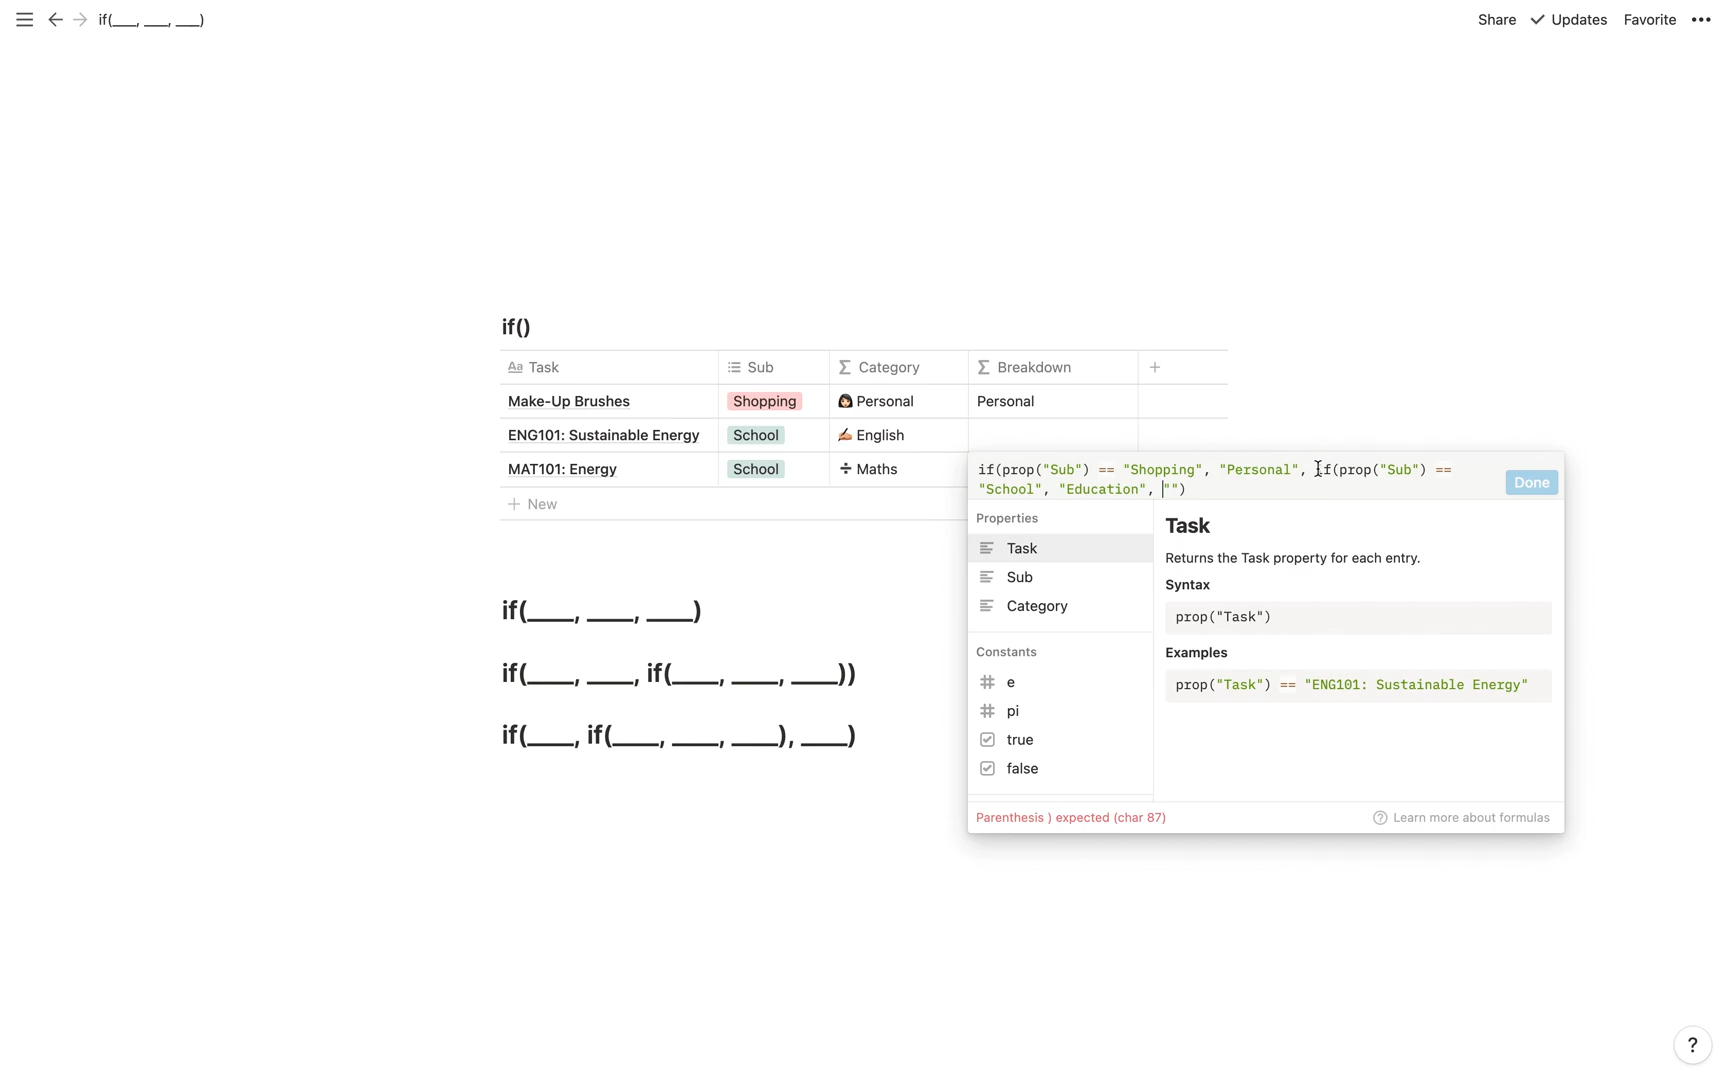 if(___, ___, ___)
Share
Updates
Favorite
if()
Aa Task
Sub
Category
Breakdown
Make-Up Brushes
Shopping
Personal
Personal
ENG101: Sustainable Energy
School
English
MAT101: Energy
School
Maths
New
if(prop("Sub") == "Shopping", "Personal", if(prop("Sub") ==
"School", "Education", "")
Done
Properties
Task
Sub
Category
Constants
e
pi
true
false
Task
Returns the Task property for each entry.
Syntax
prop("Task")
Examples
prop("Task") == "ENG101: Sustainable Energy"
Parenthesis ) expected (char 87)
? Learn more about formulas
if(___, ___, ___)
if(___, ___, if(___, ___, ___))
if(___, if(___, ___, ___), ___)
?